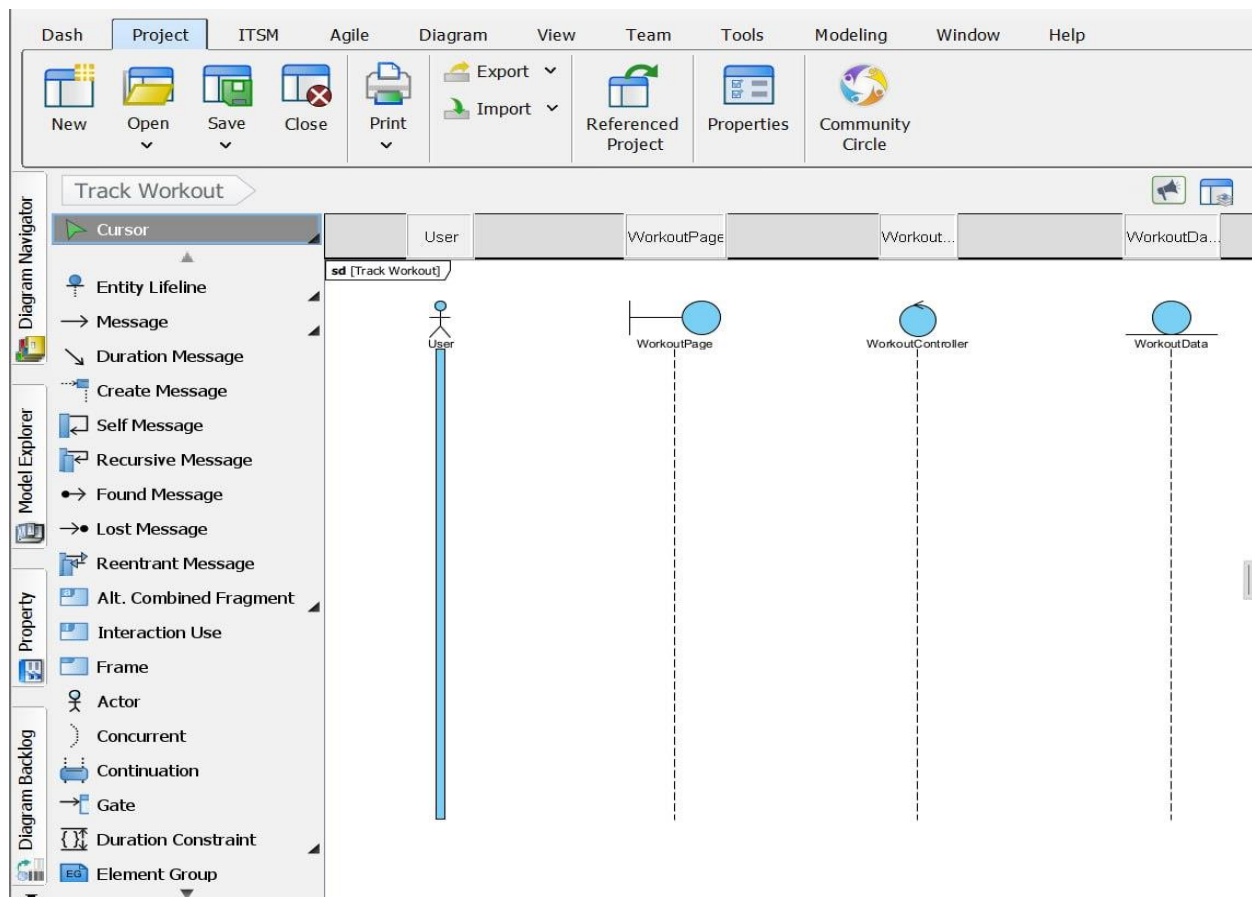 Dash Project ITSM Agile Diagram View Team Tools Modeling Window Help
New
Open
Save
Close
Print
Export
Import
Referenced
Project
Properties
Community
Circle
Diagram Navigator
Model Explorer
Property
Diagram Backlog
Track Workout
Cursor
Entity Lifeline
Message
Duration Message
Create Message
Self Message
Recursive Message
Found Message
Lost Message
Reentrant Message
Alt. Combined Fragment
Interaction Use
Frame
Actor
Concurrent
Continuation
Gate
Duration Constraint
EG Element Group
User WorkoutPage Workout... WorkoutDa...
sd [Track Workout]
User WorkoutPage WorkoutController WorkoutData